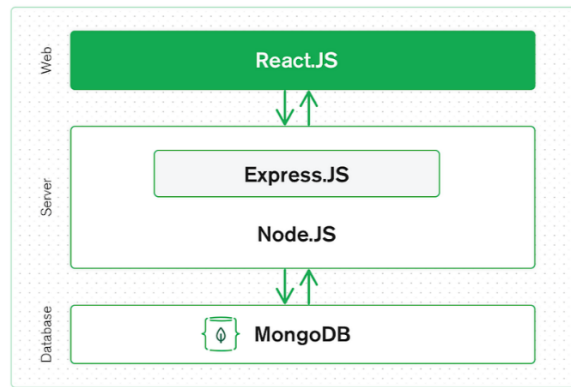 Web
React.JS
Server
Express.JS
Node.JS
Database
MongoDB